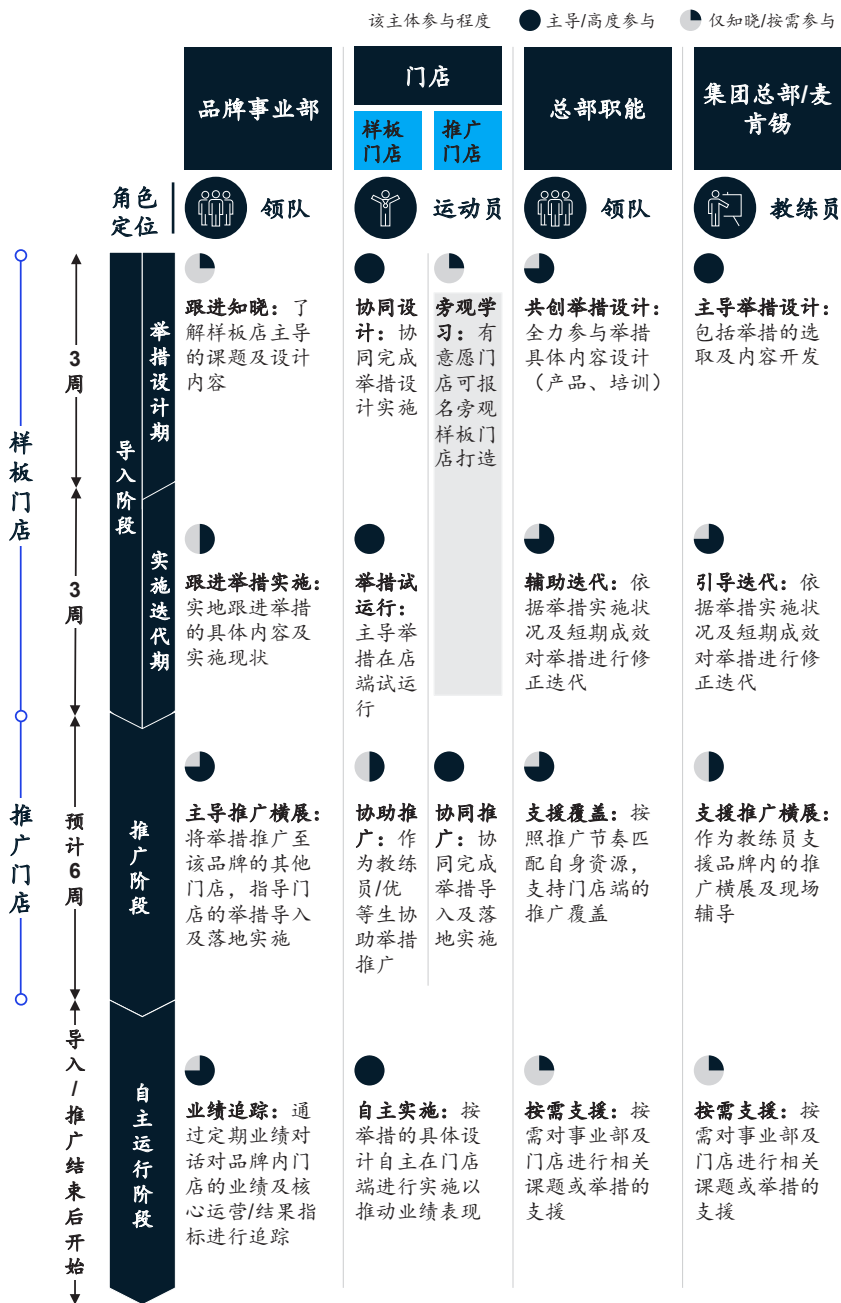 该主体参与程度 主导/高度参与 仅知晓/按需参与
品牌事业部
门店
样板
门店
推广
门店
总部职能
集团总部/麦
肯锡
角色
定位
领队
运动员
领队
教练员
样板门店
推广门店
3
周
3
周
预计6周
导入/推广结束后开始
导入阶段
举措设计期
实施迭代期
推广阶段
自主运行阶段
跟进知晓：了
解样板店主导
的课题及设计
内容
协同设
计：协
同完成
举措设
计实施
旁观学
习：有
意愿门
店可报
名旁观
样板门
店打造
共创举措设计：
全力参与举措
具体内容设计
（产品、培训）
主导举措设计：
包括举措的选
取及内容开发
跟进举措实施：
实地跟进举措
的具体内容及
实施现状
举措试
运行：
主导举
措在店
端试运
行
辅助迭代：依
据举措实施状
况及短期成效
对举措进行修
正迭代
引导迭代：依
据举措实施状
况及短期成效
对举措进行修
正迭代
主导推广横展：
将举措推广至
该品牌的其他
门店，指导门
店的举措导入
及落地实施
协助推
广：作
为教练
员/优
等生协
助举措
推广
协同推
广：协
同完成
举措导
入及落
地实施
支援覆盖：按
照推广节奏匹
配自身资源，
支持门店端的
推广覆盖
支援推广横展：
作为教练员支
援品牌内的推
广横展及现场
辅导
业绩追踪：通
过定期业绩对
话对品牌内门
店的业绩及核
心运营/结果指
标进行追踪
自主实施：按
举措的具体设
计自主在门店
端进行实施以
推动业绩表现
按需支援：按
需对事业部及
门店进行相关
课题或举措的
支援
按需支援：按
需对事业部及
门店进行相关
课题或举措的
支援